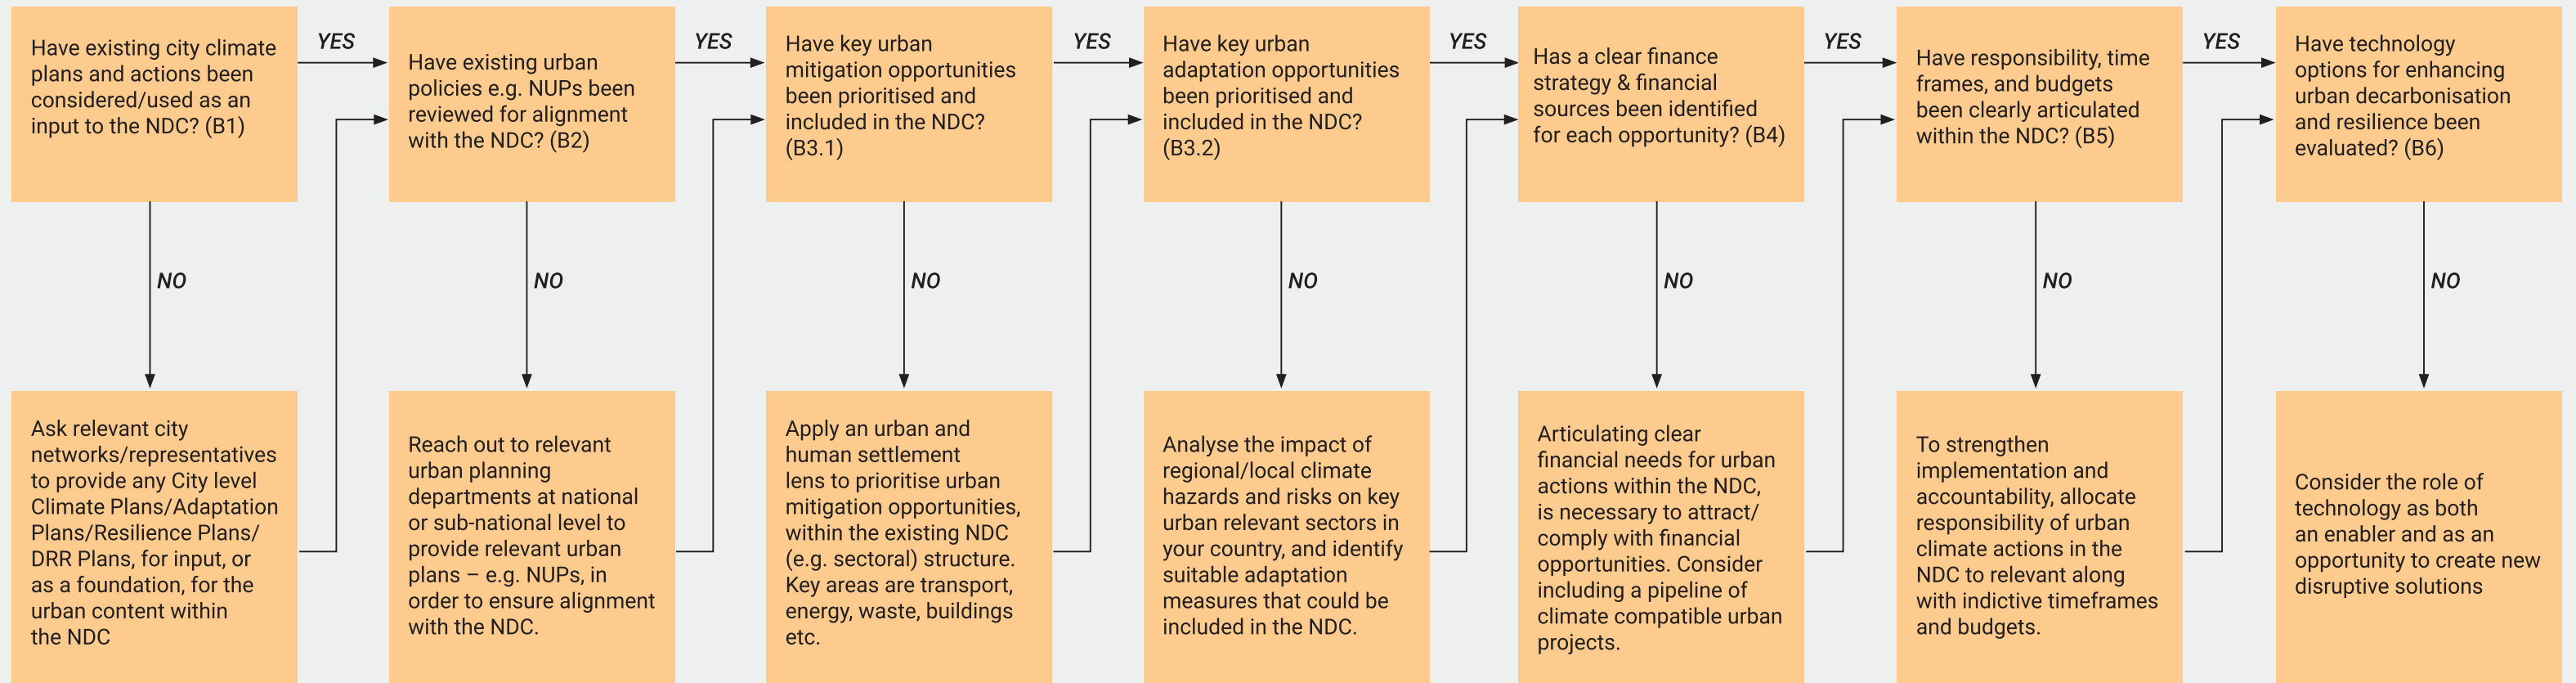 Have existing city climate
plans and actions been
considered/used as an
input to the NDC? (B1)
YES
Have existing urban
policies e.g. NUPs been
reviewed for alignment
with the NDC? (B2)
YES
Have key urban
mitigation opportunities
been prioritised and
included in the NDC?
(B3.1)
YES
Have key urban
adaptation opportunities
been prioritised and
included in the NDC?
(B3.2)
YES
Has a clear finance
strategy & financial
sources been identified
for each opportunity? (B4)
YES
Have responsibility, time
frames, and budgets
been clearly articulated
within the NDC? (B5)
YES
Have technology
options for enhancing
urban decarbonisation
and resilience been
evaluated? (B6)
NO
NO
NO
NO
NO
NO
NO
Ask relevant city
networks/representatives
to provide any City level
Climate Plans/Adaptation
Plans/Resilience Plans/
DRR Plans, for input, or
as a foundation, for the
urban content within
the NDC
Reach out to relevant
urban planning
departments at national
or sub-national level to
provide relevant urban
plans – e.g. NUPs, in
order to ensure alignment
with the NDC.
Apply an urban and
human settlement
lens to prioritise urban
mitigation opportunities,
within the existing NDC
(e.g. sectoral) structure.
Key areas are transport,
energy, waste, buildings
etc.
Analyse the impact of
regional/local climate
hazards and risks on key
urban relevant sectors in
your country, and identify
suitable adaptation
measures that could be
included in the NDC.
Articulating clear
financial needs for urban
actions within the NDC,
is necessary to attract/
comply with financial
opportunities. Consider
including a pipeline of
climate compatible urban
projects.
To strengthen
implementation and
accountability, allocate
responsibility of urban
climate actions in the
NDC to relevant along
with indictive timeframes
and budgets.
Consider the role of
technology as both
an enabler and as an
opportunity to create new
disruptive solutions